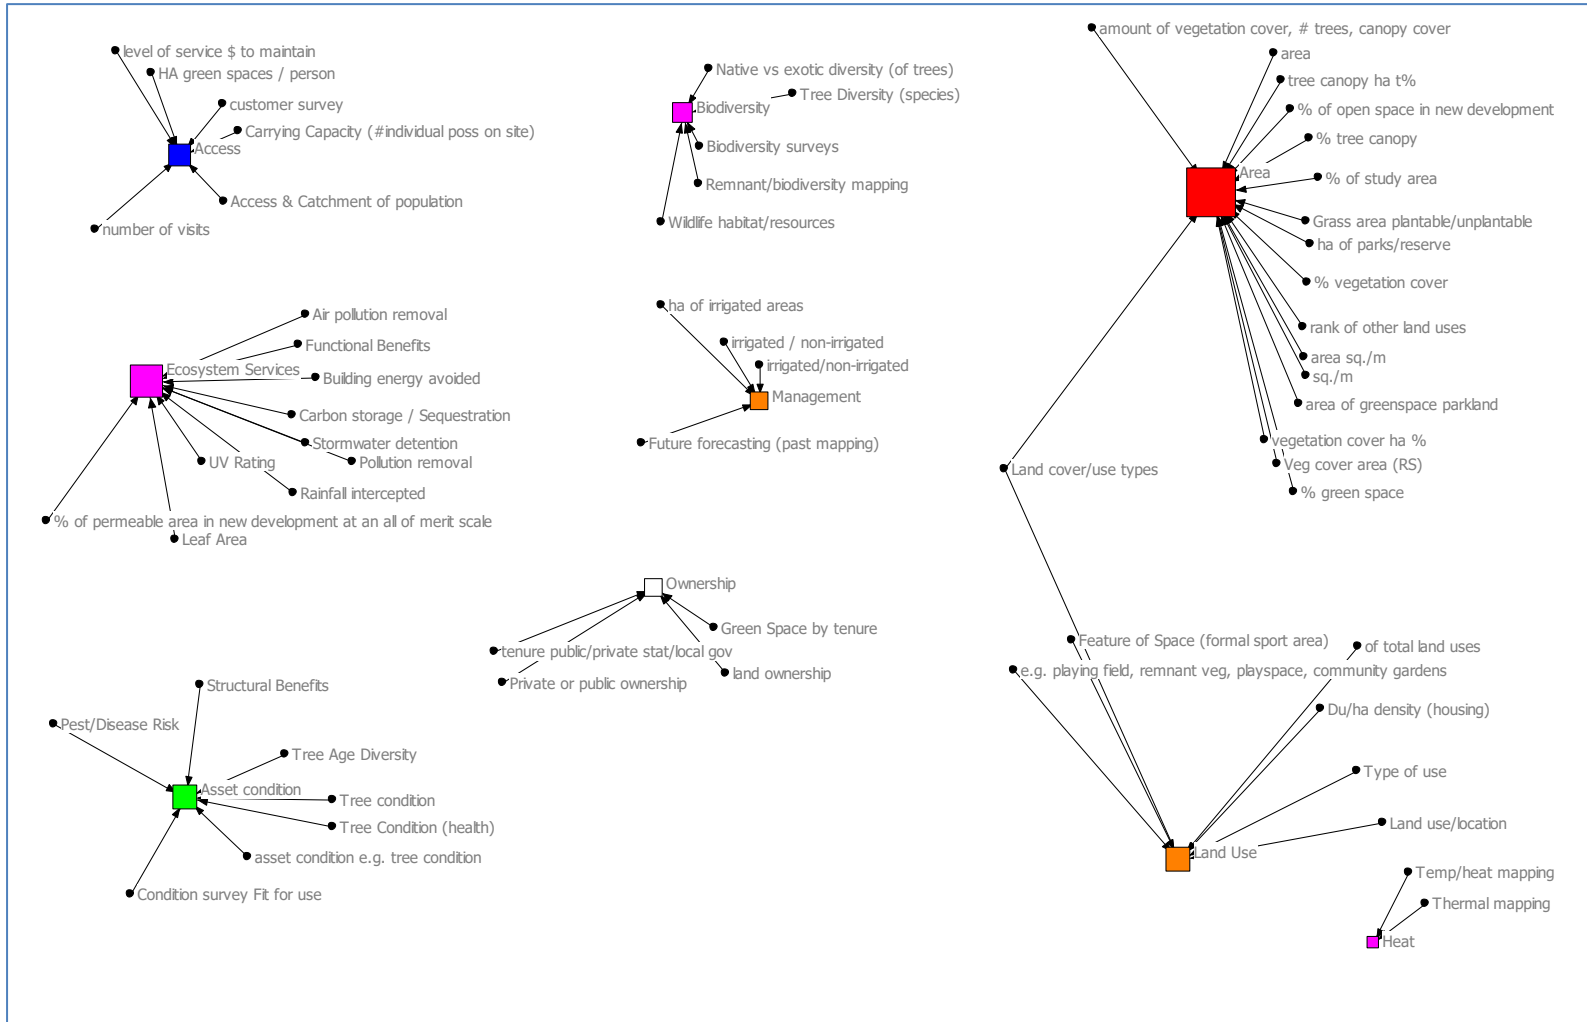 level of service $ to maintain
HA green spaces / person
customer survey
Carrying Capacity (#individual poss on site)
Access
Access & Catchment of population
number of visits
Native vs exotic diversity (of trees)
Tree Diversity (species)
Biodiversity
Biodiversity surveys
Remnant/biodiversity mapping
Wildlife habitat/resources
amount of vegetation cover, # trees, canopy cover
area
tree canopy ha t%
% of open space in new development
% tree canopy
Area
% of study area
Grass area plantable/unplantable
ha of parks/reserve
% vegetation cover
rank of other land uses
area sq./m
sq./m
area of greenspace parkland
vegetation cover ha %
Veg cover area (RS)
% green space
Land cover/use types
Air pollution removal
Functional Benefits
Ecosystem Services
Building energy avoided
Carbon storage / Sequestration
Stormwater detention
Pollution removal
UV Rating
Rainfall intercepted
% of permeable area in new development at an all of merit scale
Leaf Area
ha of irrigated areas
irrigated / non-irrigated
irrigated/non-irrigated
Management
Future forecasting (past mapping)
Ownership
Green Space by tenure
tenure public/private stat/local gov
land ownership
Private or public ownership
Structural Benefits
Pest/Disease Risk
Tree Age Diversity
Asset condition
Tree condition
Tree Condition (health)
asset condition e.g. tree condition
Condition survey Fit for use
Feature of Space (formal sport area)
of total land uses
e.g. playing field, remnant veg, playspace, community gardens
Du/ha density (housing)
Type of use
Land use/location
Land Use
Temp/heat mapping
Thermal mapping
Heat